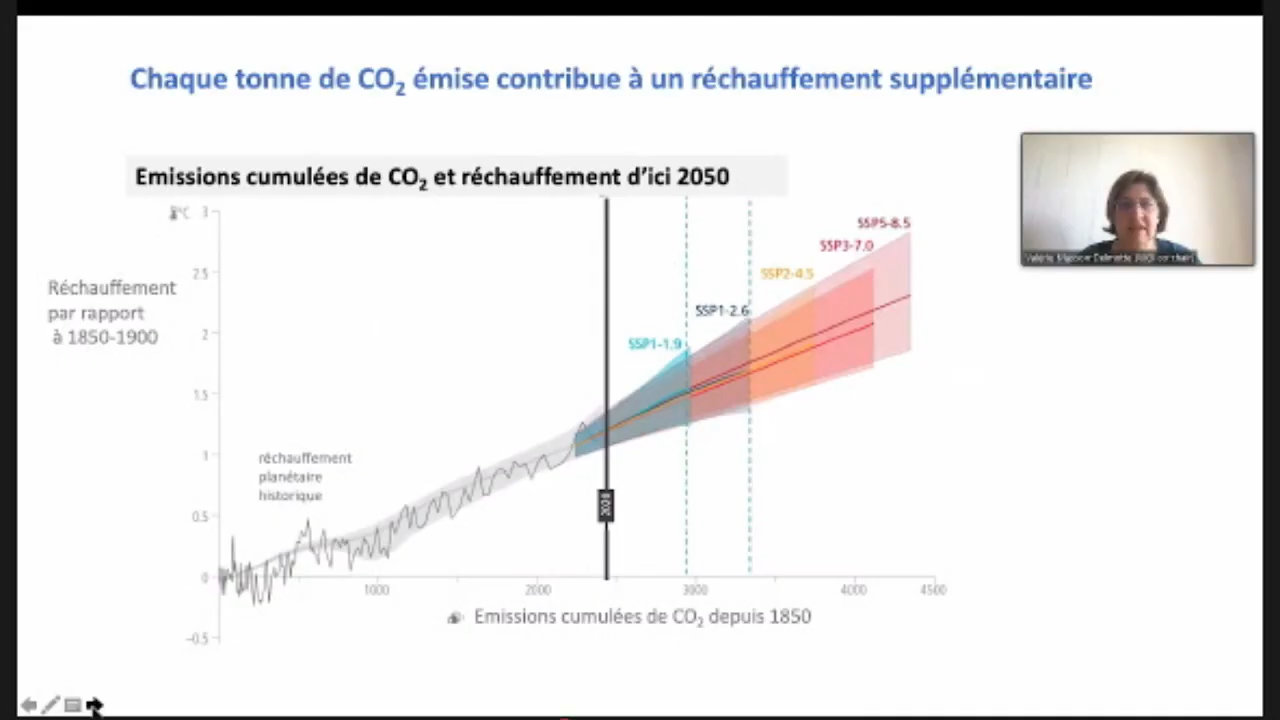 Chaque tonne de CO₂ émise contribue à un réchauffement supplémentaire
Emissions cumulées de CO₂ et réchauffement d'ici 2050
°C
3
2.5
2
1.5
1
0.5
0
-0.5
Réchauffement
par rapport
à 1850-1900
réchauffement
planétaire
historique
SSP1-1.9
SSP1-2.6
SSP2-4.5
SSP3-7.0
SSP5-8.5
1000
2000
3000
4000
4500
Emissions cumulées de CO₂ depuis 1850